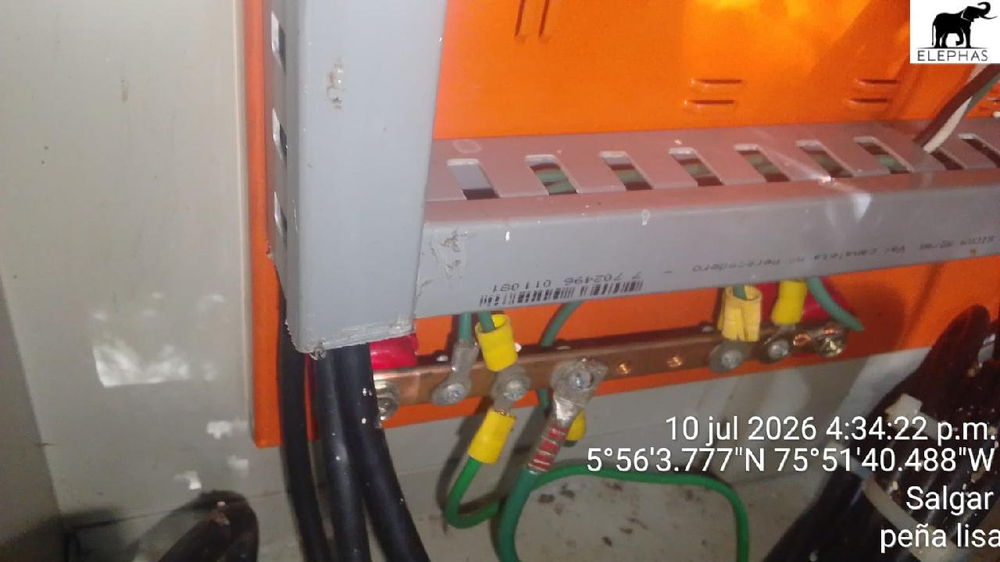 ELEPHAS
7 702496 011081
Perecedero
10 jul 2026 4:34:22 p.m.
5°56'3.777"N 75°51'40.488"W
Salgar
peña lisa